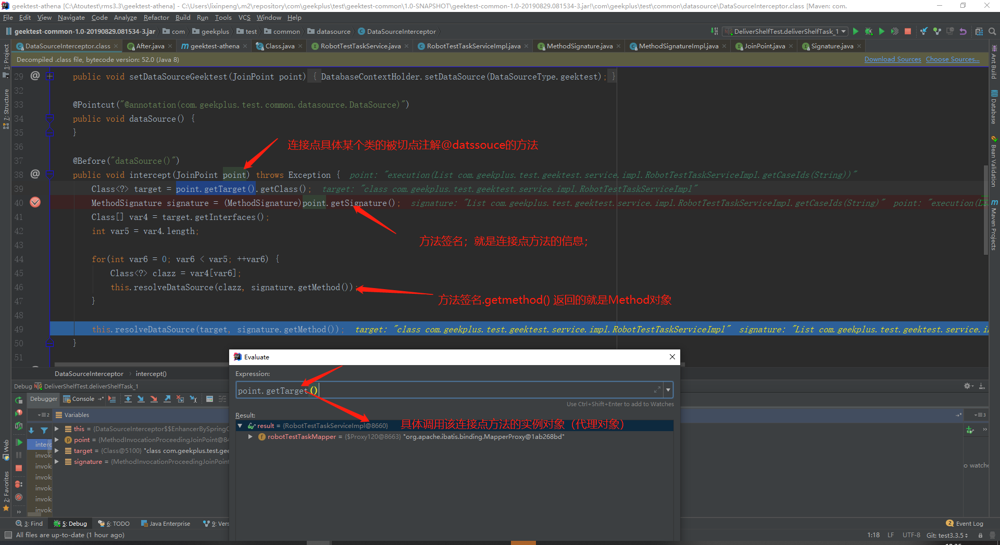 geektest-athena [C:\Atoutest\rms3.3\geektest-athena] - C:\Users\lixinpeng\.m2\repository\com\geekplus\test\geektest-common\1.0-SNAPSHOT\geektest-common-1.0-20190829.081534-3.jar!\com\geekplus\test\common\datasource\DataSourceInterceptor.class [Maven: com.
File Edit View Navigate Code Analyze Refactor Build Run Tools VCS Window Help
geektest-common-1.0-20190829.081534-3.jar com geekplus test common datasource DataSourceInterceptor DeliverShelfTest.deliverShelfTask_1
DataSourceInterceptor.class After.java geektest-athena Class.java RobotTestTaskService.java RobotTestTaskServiceImpl.java MethodSignature.java MethodSignatureImpl.java JoinPoint.java Signature.java
Decompiled .class file, bytecode version: 52.0 (Java 8) Download Sources Choose Sources...
1: Project
7: Structure
Web
2: Favorites
Ant Build
Database
Bean Validation
Maven Projects
29 @ public void setDataSourceGeektest(JoinPoint point) { DatabaseContextHolder.setDataSource(DataSourceType.geektest); }
32
33 @Pointcut("@annotation(com.geekplus.test.common.datasource.DataSource)")
34 public void dataSource() {
35 }
36
连接点具体某个类的被切点注解@datssouce的方法
37 @Before("dataSource()")
38 @ public void intercept(JoinPoint point) throws Exception { point: "execution(List com.geekplus.test.geektest.service.impl.RobotTestTaskServiceImpl.getCaseIds(String))"
39 Class<?> target = point.getTarget().getClass(); target: "class com.geekplus.test.geektest.service.impl.RobotTestTaskServiceImpl"
40 MethodSignature signature = (MethodSignature)point.getSignature(); signature: "List com.geekplus.test.geektest.service.impl.RobotTestTaskServiceImpl.getCaseIds(String)" point: "execution(Li
41 Class[] var4 = target.getInterfaces();
42 int var5 = var4.length;
43
方法签名；就是连接点方法的信息；
44 for(int var6 = 0; var6 < var5; ++var6) {
45 Class<?> clazz = var4[var6];
46 this.resolveDataSource(clazz, signature.getMethod());
方法签名.getmethod() 返回的就是Method对象
47 }
48
49 this.resolveDataSource(target, signature.getMethod()); target: "class com.geekplus.test.geektest.service.impl.RobotTestTaskServiceImpl" signature: "List com.geekplus.test.geektest.service.i
50 }
51
DataSourceInterceptor › intercept()
Debug DeliverShelfTest.deliverShelfTask_1
Debugger Console
2 Variables
3
this = {DataSourceInterceptor$$EnhancerBySpringC
point = {MethodInvocationProceedingJoinPoint@84
target = {Class@5100} "class com.geekplus.test.gee
signature = {MethodInvocationProceedingJoinPoint
interc
invok
invok
invok
invok
invok
invok
Evaluate
Expression:
point.getTarget()
Use Ctrl+Shift+Enter to add to Watches
Result:
result = {RobotTestTaskServiceImpl@8660} 具体调用该连接点方法的实例对象（代理对象）
robotTestTaskMapper = {$Proxy120@8663} "org.apache.ibatis.binding.MapperProxy@1ab268bd"
o watche
3: Find 5: Debug 6: TODO Java Enterprise 9: Vers 2 Event Log
All files are up-to-date (1 hour ago) 1:18 LF UTF-8 Git: test3.3.5